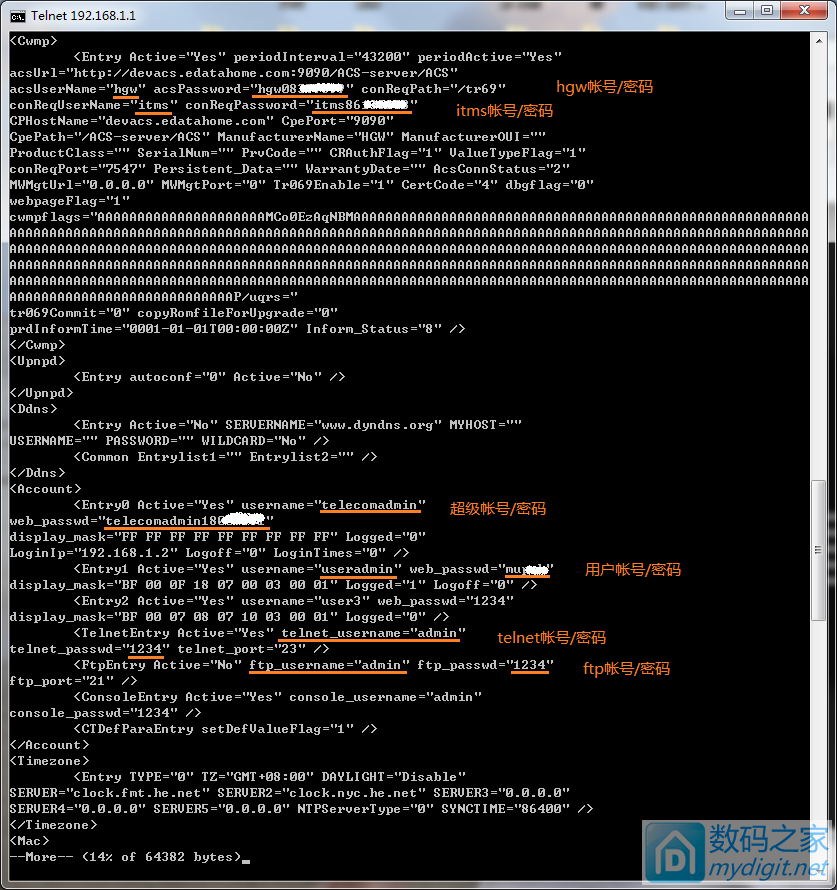 Telnet 192.168.1.1
<Cwmp>
<Entry Active="Yes" periodInterval="43200" periodActive="Yes"
acsUrl="http://devacs.edatahome.com:9090/ACS-server/ACS"
acsUserName="hgw" acsPassword="hgw08 " conReqPath="/tr69"
hgw帐号/密码
conReqUserName="itms" conReqPassword="itms86 "
itms帐号/密码
CPHostName="devacs.edatahome.com" CpePort="9090"
CpePath="/ACS-server/ACS" ManufacturerName="HGW" ManufacturerOUI=""
ProductClass="" SerialNum="" PrvCode="" CRAuthFlag="1" ValueTypeFlag="1"
conReqPort="7547" Persistent_Data="" WarrantyDate="" AcsConnStatus="2"
MWMgtUrl="0.0.0.0" MWMgtPort="0" Tr069Enable="1" CertCode="4" dbgflag="0"
webpageFlag="1"
tr069Commit="0" copyRomfileForUpgrade="0"
prdInformTime="0001-01-01T00:00:00Z" Inform_Status="8" />
</Cwmp>
<Upnpd>
<Entry autoconf="0" Active="No" />
</Upnpd>
<Ddns>
<Entry Active="No" SERVERNAME="www.dyndns.org" MYHOST=""
USERNAME="" PASSWORD="" WILDCARD="No" />
<Common Entrylist1="" Entrylist2="" />
</Ddns>
<Account>
<Entry0 Active="Yes" username="telecomadmin"
超级帐号/密码
web_passwd="telecomadmin18 "
display_mask="FF FF FF FF FF FF FF FF FF" Logged="0"
LoginIp="192.168.1.2" Logoff="0" LoginTimes="0" />
<Entry1 Active="Yes" username="useradmin" web_passwd="mu "
用户帐号/密码
display_mask="BF 00 0F 18 07 00 03 00 01" Logged="1" Logoff="0" />
<Entry2 Active="Yes" username="user3" web_passwd="1234"
display_mask="BF 00 07 08 07 10 03 00 01" Logged="0" />
<TelnetEntry Active="Yes" telnet_username="admin"
telnet帐号/密码
telnet_passwd="1234" telnet_port="23" />
<FtpEntry Active="No" ftp_username="admin" ftp_passwd="1234"
ftp帐号/密码
ftp_port="21" />
<ConsoleEntry Active="Yes" console_username="admin"
console_passwd="1234" />
<CTDefParaEntry setDefValueFlag="1" />
</Account>
<Timezone>
<Entry TYPE="0" TZ="GMT+08:00" DAYLIGHT="Disable"
SERVER="clock.fmt.he.net" SERVER2="clock.nyc.he.net" SERVER3="0.0.0.0"
SERVER4="0.0.0.0" SERVER5="0.0.0.0" NTPServerType="0" SYNCTIME="86400" />
</Timezone>
<Mac>
--More-- (14% of 64382 bytes)
数码之家
mydigit.net